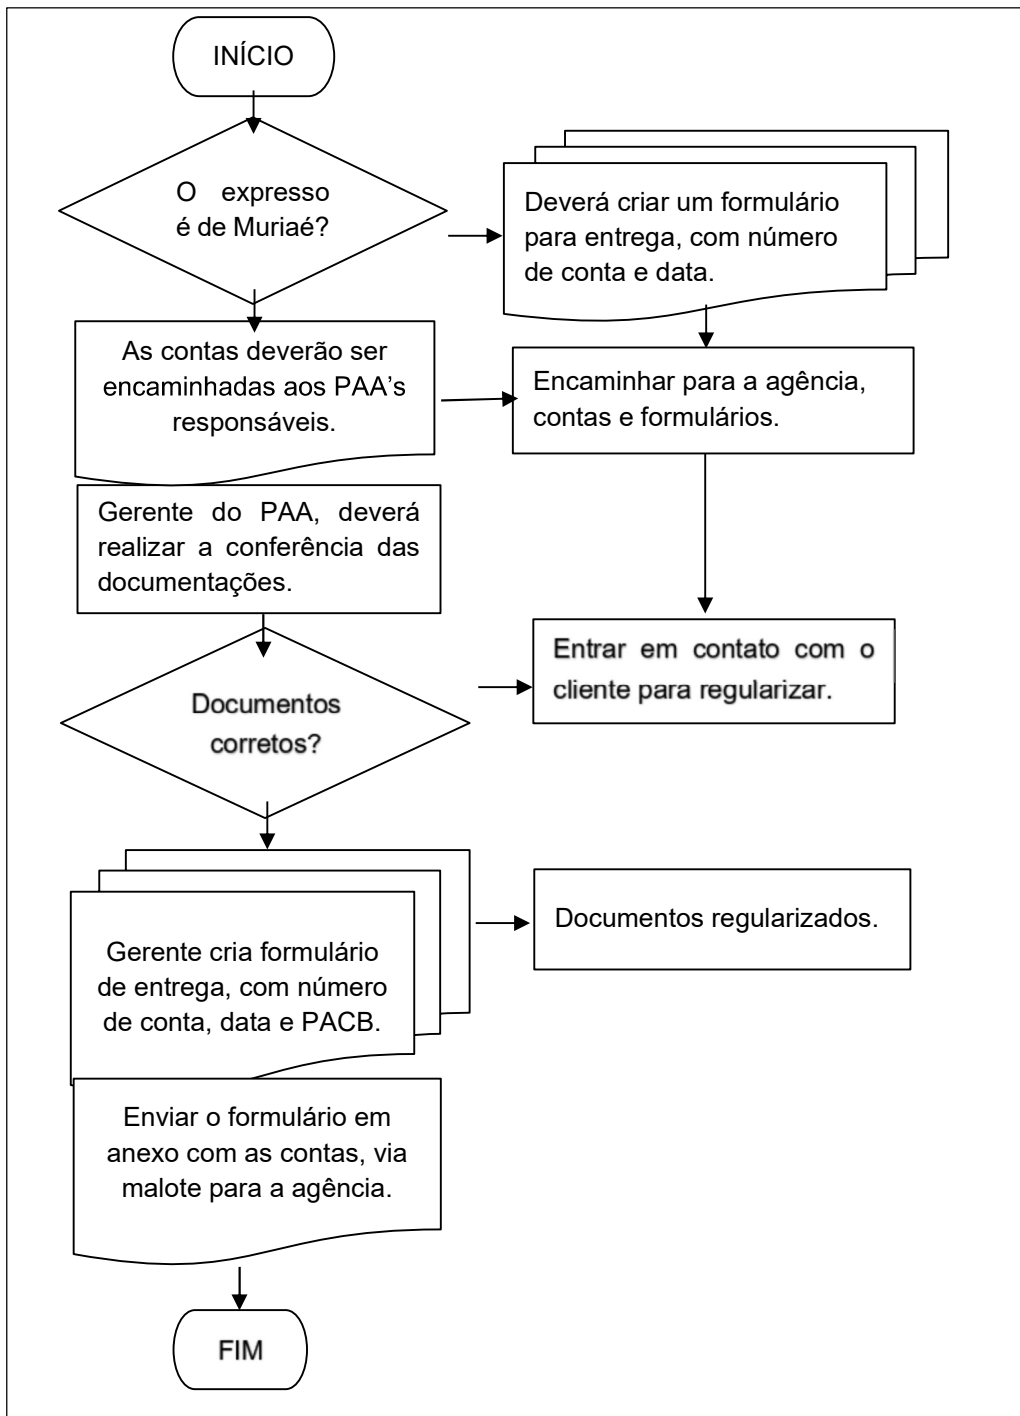 INÍCIO
O expresso
é de Muriaé?
Deverá criar um formulário
para entrega, com número
de conta e data.
As contas deverão ser
encaminhadas aos PAA's
responsáveis.
Encaminhar para a agência,
contas e formulários.
Gerente do PAA, deverá
realizar a conferência das
documentações.
Documentos
corretos?
Entrar em contato com o
cliente para regularizar.
Gerente cria formulário
de entrega, com número
de conta, data e PACB.
Documentos regularizados.
Enviar o formulário em
anexo com as contas, via
malote para a agência.
FIM